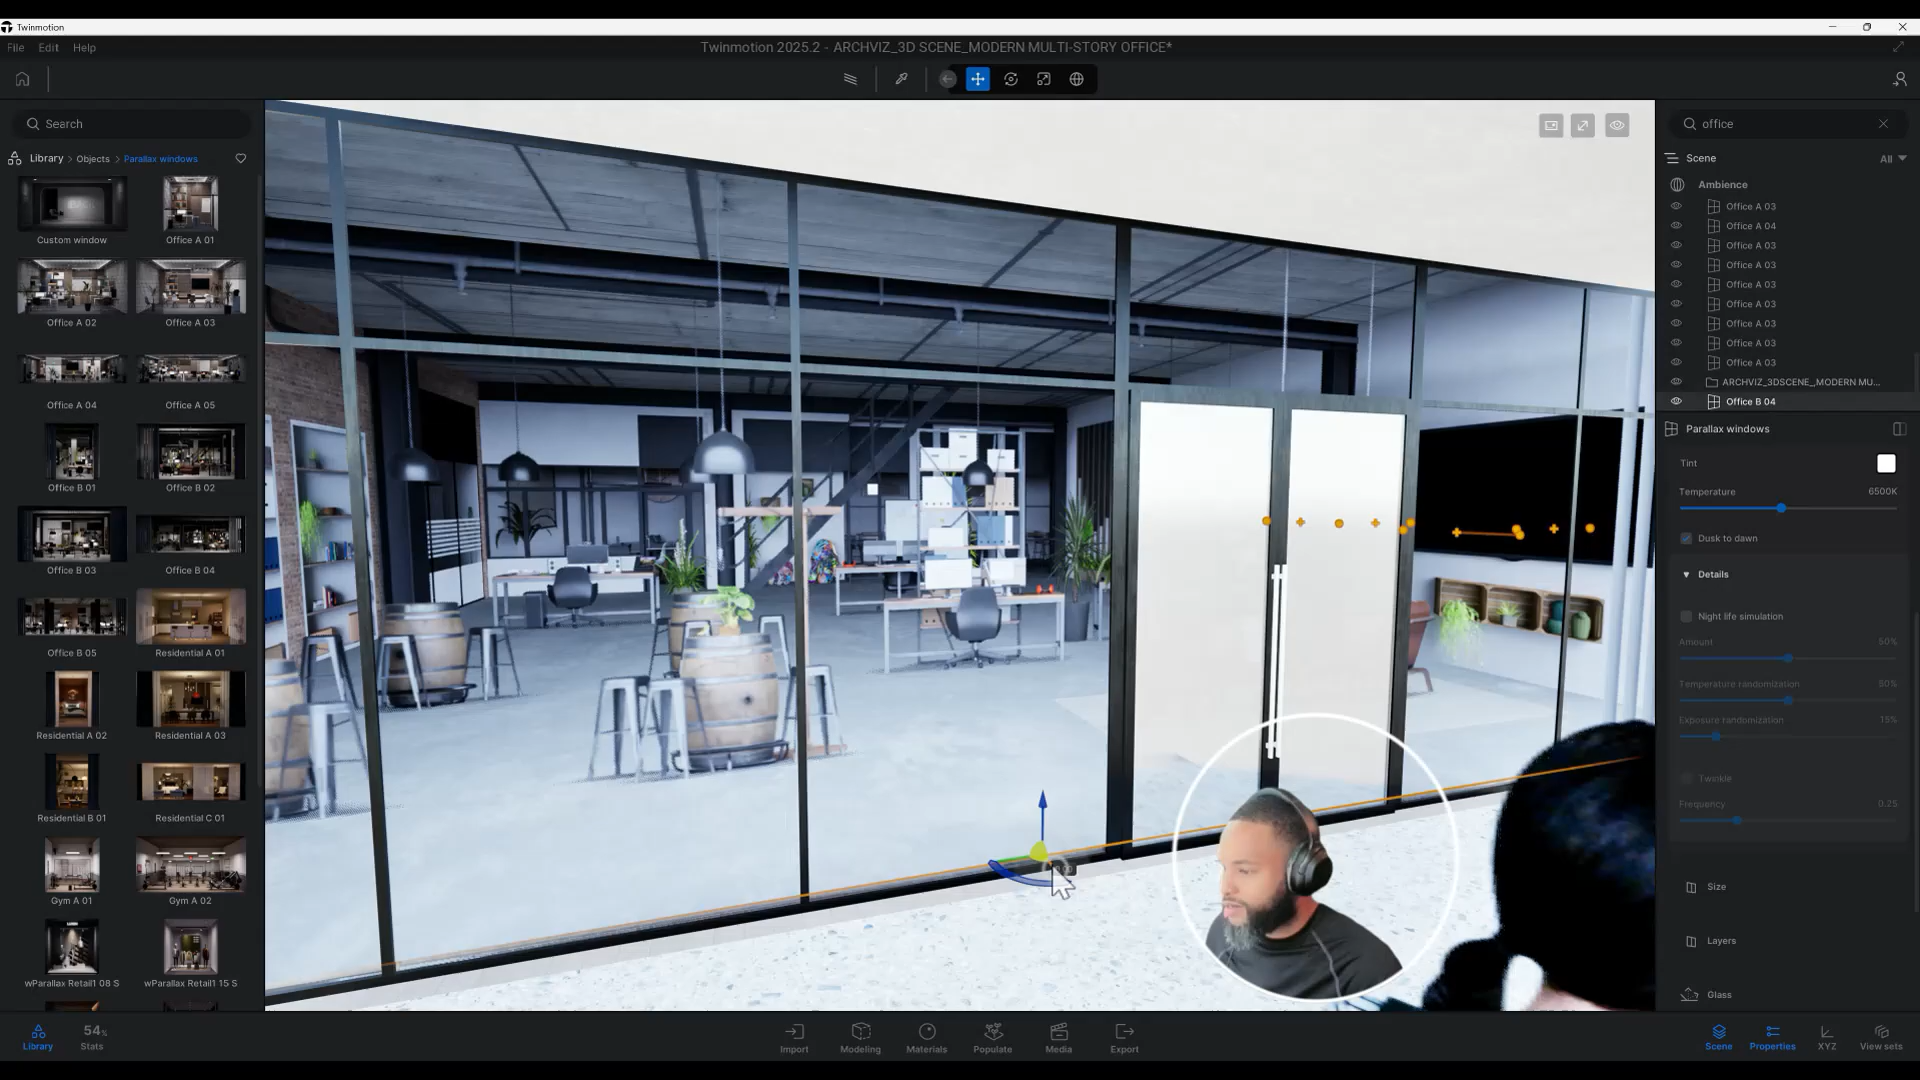 Twinmotion
File Edit Help
Twinmotion 2025.2 - ARCHVIZ_3D SCENE_MODERN MULTI-STORY OFFICE*
Search
Library > Objects > Parallax windows
Custom window
Office A 01
Office A 02
Office A 03
Office A 04
Office A 05
Office B 01
Office B 02
Office B 03
Office B 04
Office B 05
Residential A 01
Residential A 02
Residential A 03
Residential B 01
Residential C 01
Gym A 01
Gym A 02
wParallax Retail1 08 S
wParallax Retail1 15 S
office
Scene
All
Ambience
Office A 03
Office A 04
Office A 03
Office A 03
Office A 03
Office A 03
Office A 03
Office A 03
Office A 03
ARCHVIZ_3DSCENE_MODERN MU...
Office B 04
Parallax windows
Tint
Temperature 6500K
Dusk to dawn
Details
Night life simulation
Amount 50%
Temperature randomization 50%
Exposure randomization 15%
Twinkle
Frequency 0.25
Size
Layers
Glass
Library
54%
Stats
Import
Modeling
Materials
Populate
Media
Export
Scene
Properties
XYZ
View sets